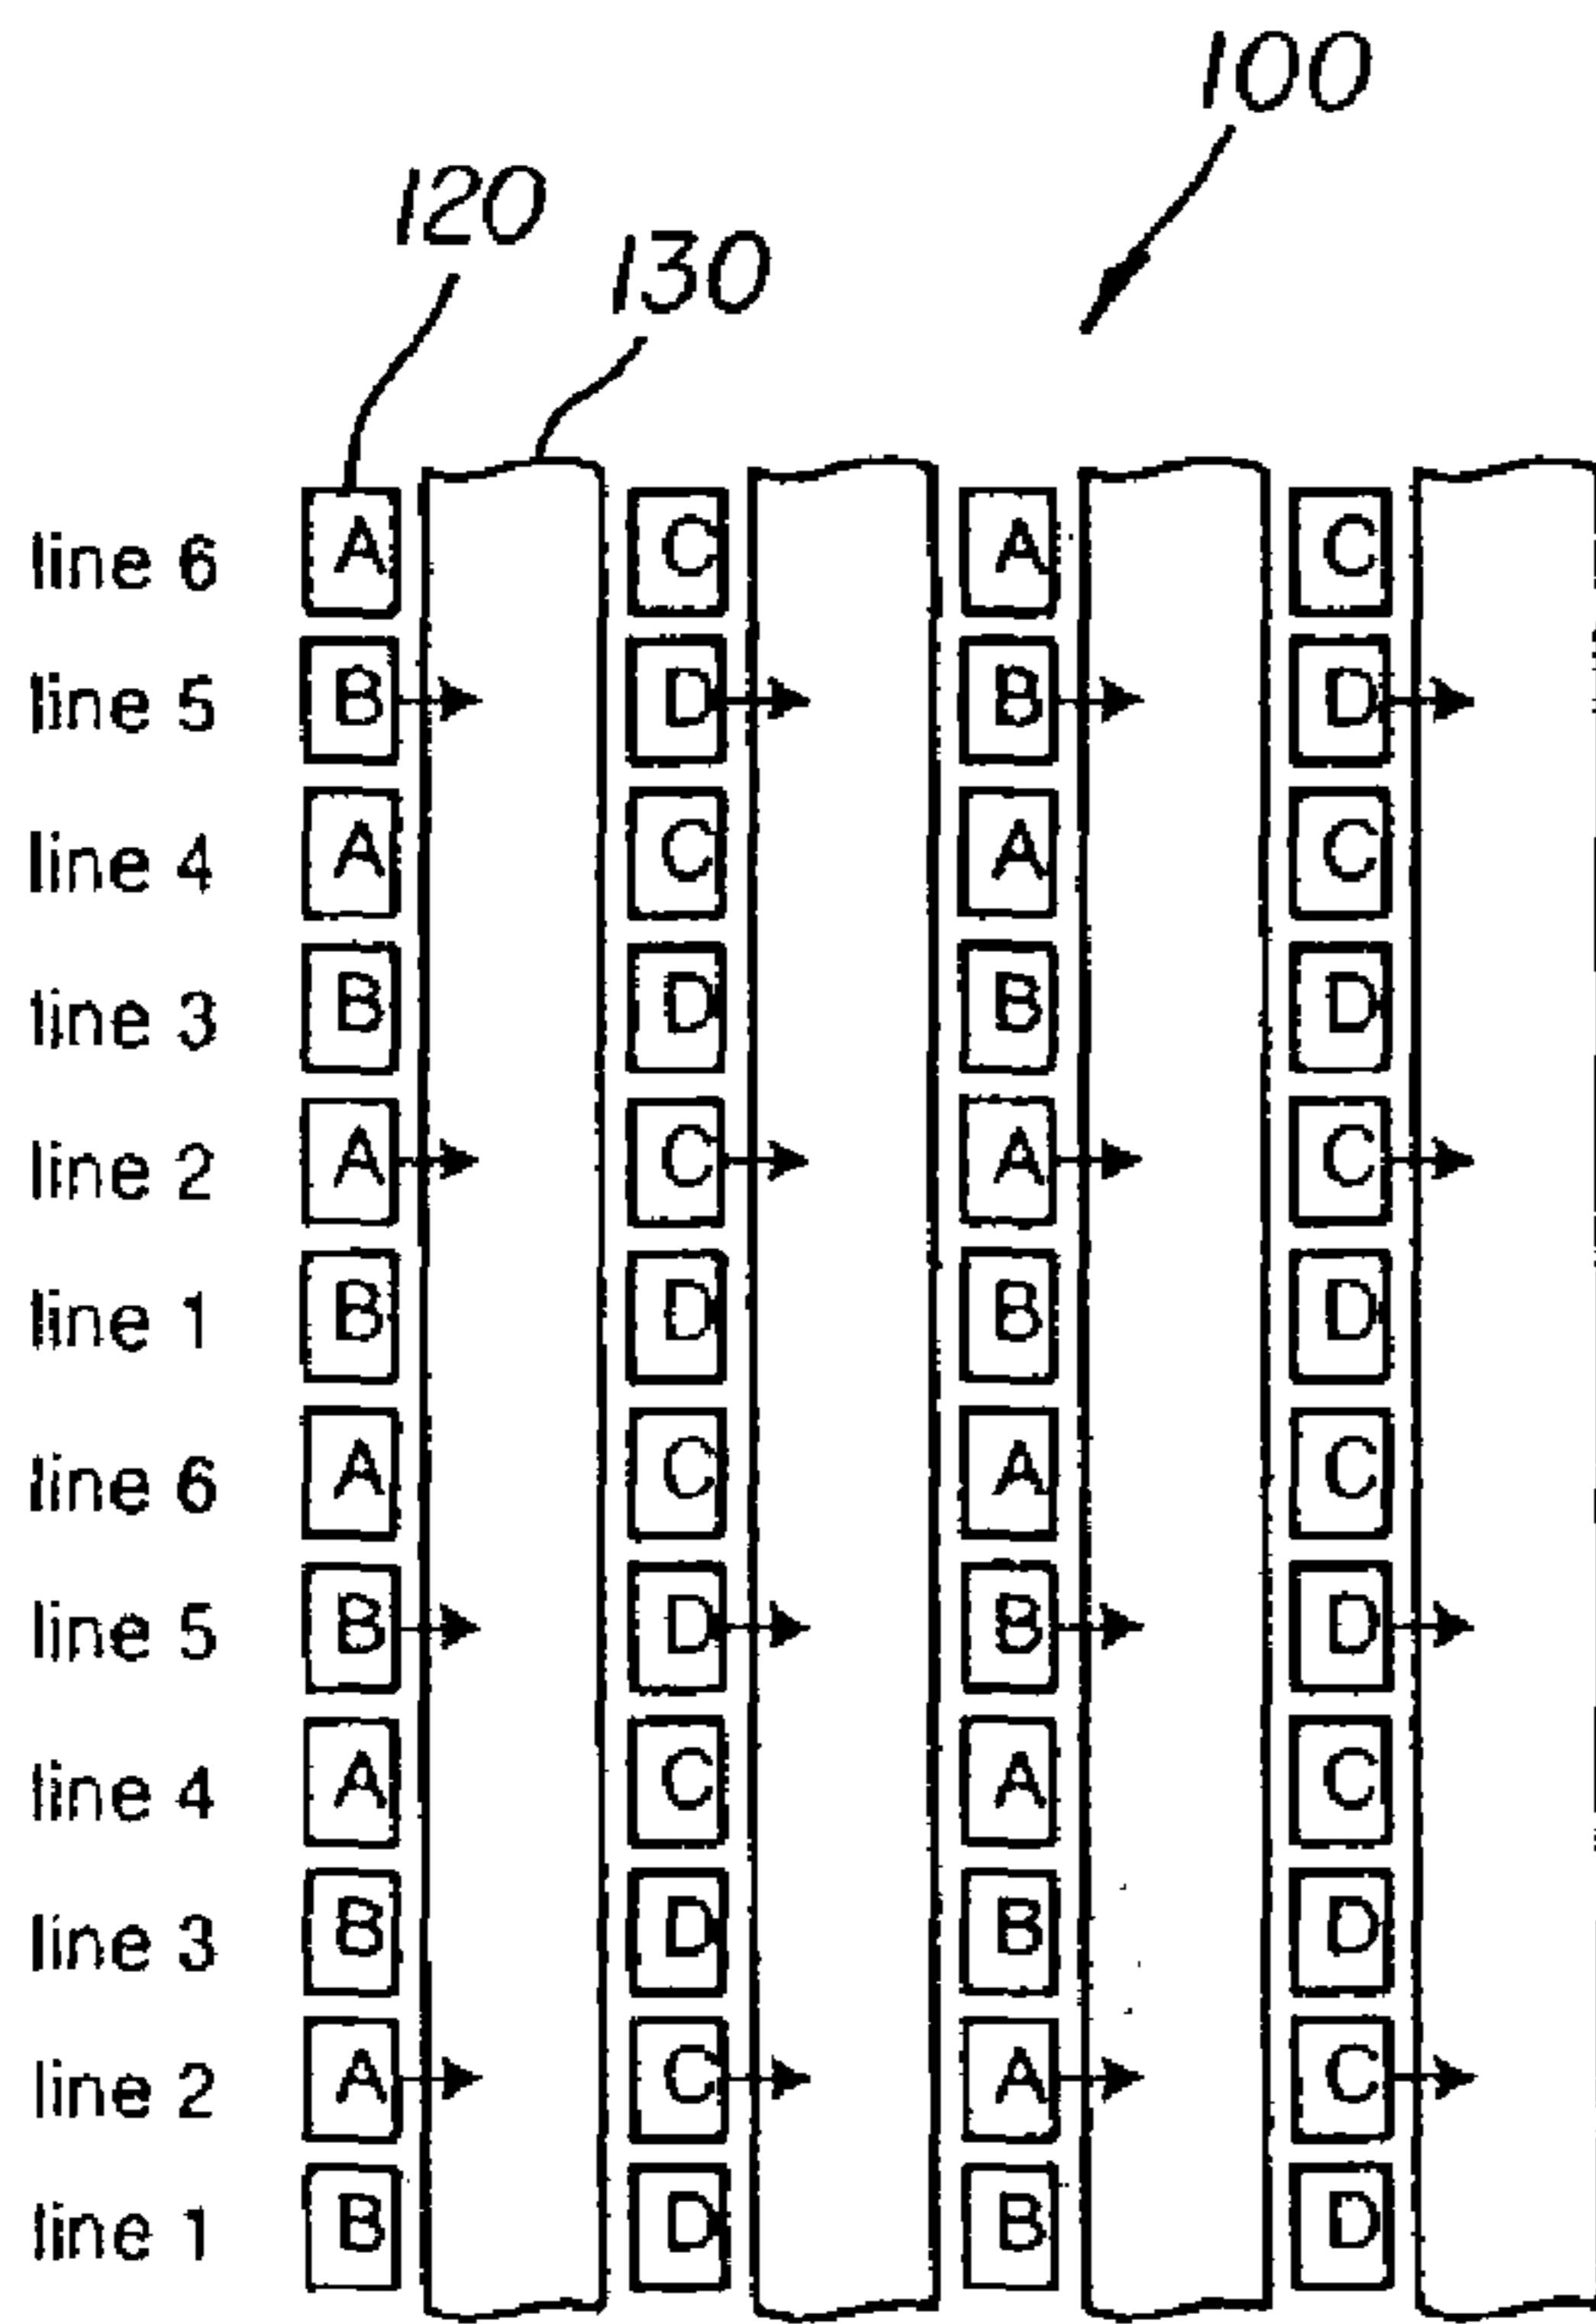 100
120
130
line 6 A C A C
line 5 B D B D
line 4 A C A C
line 3 B D B D
line 2 A C A C
line 1 B D B D
line 6 A C A C
line 5 B D B D
line 4 A C A C
line 3 B D B D
line 2 A C A C
line 1 B D B D